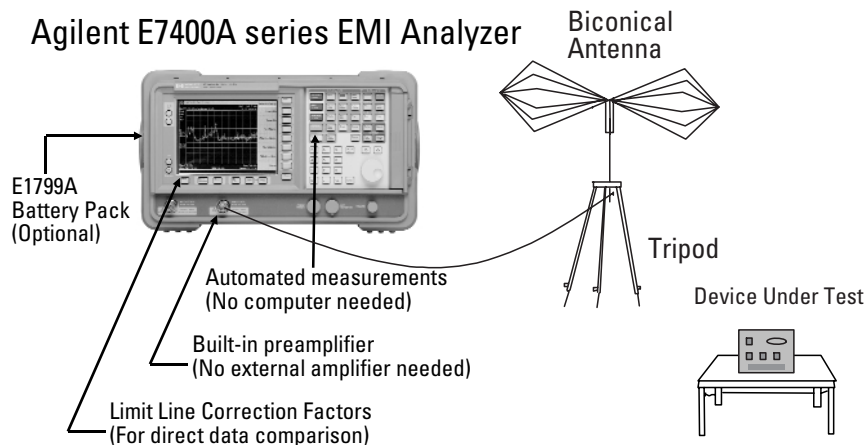 Agilent E7400A series EMI Analyzer
Biconical
Antenna
E1799A
Battery Pack
(Optional)
Tripod
Automated measurements
(No computer needed)
Device Under Test
Built-in preamplifier
(No external amplifier needed)
Limit Line Correction Factors
(For direct data comparison)